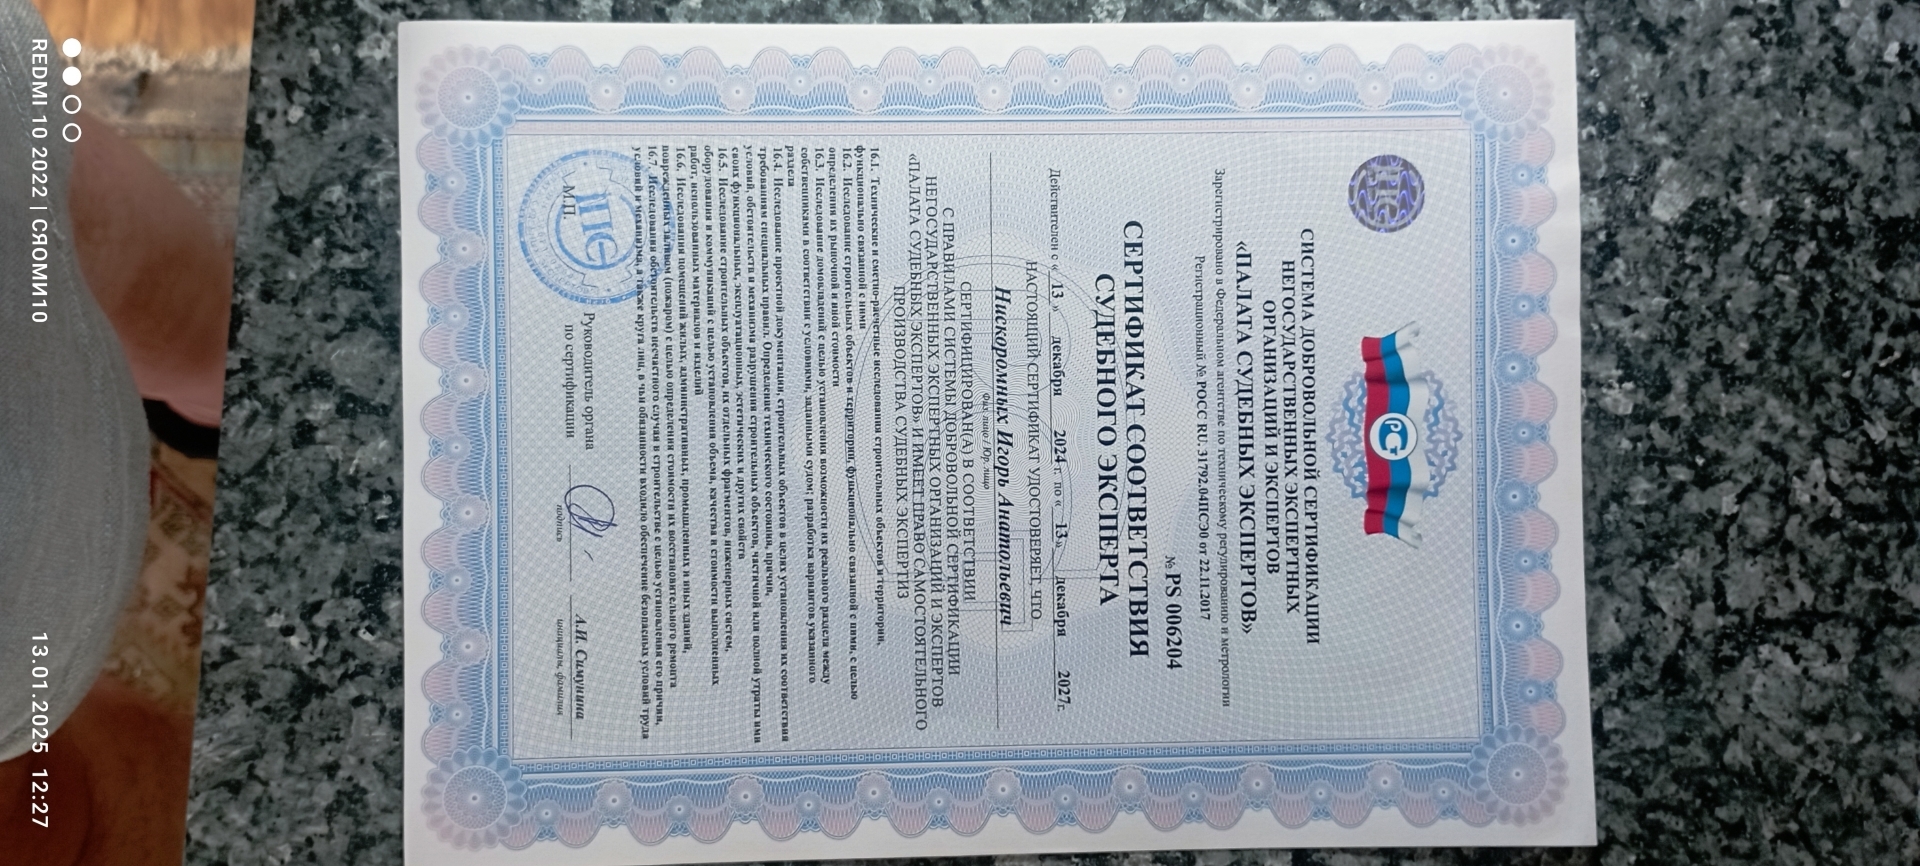 СИСТЕМА ДОБРОВОЛЬНОЙ СЕРТИФИКАЦИИ
НЕГОСУДАРСТВЕННЫХ ЭКСПЕРТНЫХ
ОРГАНИЗАЦИЙ И ЭКСПЕРТОВ
«ПАЛАТА СУДЕБНЫХ ЭКСПЕРТОВ»
Зарегистрировано в Федеральном агентстве по техническому регулированию и метрологии
Регистрационный № РОСС RU.31792.04ПСЭ0 от 22.11.2017
№ PS 006204
СЕРТИФИКАТ СООТВЕТСТВИЯ
СУДЕБНОГО ЭКСПЕРТА
Действителен с « 13 » декабря 2024 г. по « 13 » декабря 2027г.
НАСТОЯЩИЙ СЕРТИФИКАТ УДОСТОВЕРЯЕТ, ЧТО
Нискоромных Игорь Анатольевич
Физ. лицо / Юр. лицо
СЕРТИФИЦИРОВАН(А) В СООТВЕТСТВИИ
С ПРАВИЛАМИ СИСТЕМЫ ДОБРОВОЛЬНОЙ СЕРТИФИКАЦИИ
НЕГОСУДАРСТВЕННЫХ ЭКСПЕРТНЫХ ОРГАНИЗАЦИЙ И ЭКСПЕРТОВ
«ПАЛАТА СУДЕБНЫХ ЭКСПЕРТОВ» И ИМЕЕТ ПРАВО САМОСТОЯТЕЛЬНОГО
ПРОИЗВОДСТВА СУДЕБНЫХ ЭКСПЕРТИЗ
16.1. Технические и сметно-расчетные исследования строительных объектов и территории,
функционально связанной с ними
16.2. Исследование строительных объектов и территории, функционально связанной с ними, с целью
определения их рыночной и иной стоимости
16.3. Исследование домовладений с целью установления возможности их реального раздела между
собственниками в соответствии с условиями, заданными судом; разработка вариантов указанного
раздела
16.4. Исследование проектной документации, строительных объектов в целях установления их соответствия
требованиям специальных правил. Определение технического состояния, причин,
условий, обстоятельств и механизма разрушения строительных объектов, частичной или полной утраты ими
своих функциональных, эксплуатационных, эстетических и других свойств
16.5. Исследование строительных объектов, их отдельных фрагментов, инженерных систем,
оборудования и коммуникаций с целью установления объема, качества и стоимости выполненных
работ, использованных материалов и изделий
16.6. Исследования помещений жилых, административных, промышленных и иных зданий,
поврежденных заливом (пожаром) с целью определения стоимости их восстановительного ремонта
16.7. Исследования обстоятельств несчастного случая в строительстве с целью установления его причин,
условий и механизма, а также круга лиц, в чьи обязанности входило обеспечение безопасных условий труда
ПСЭ
М.П.
Руководитель органа
по сертификации
подпись
А.И. Симунина
инициалы, фамилия
REDMI 10 2022 | СЯОМИ10
13.01.2025 12:27